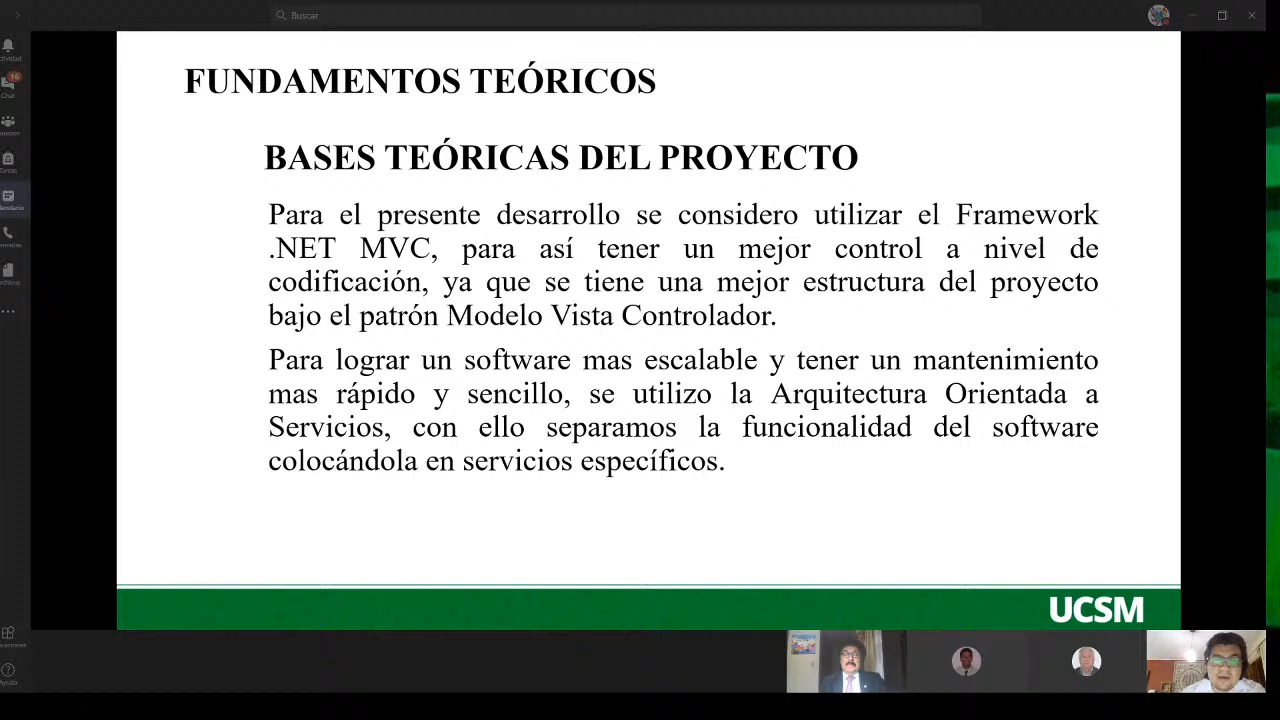 Buscar
16
Chat
FUNDAMENTOS TEÓRICOS
BASES TEÓRICAS DEL PROYECTO
Para el presente desarrollo se considero utilizar el Framework
.NET MVC, para así tener un mejor control a nivel de
codificación, ya que se tiene una mejor estructura del proyecto
bajo el patrón Modelo Vista Controlador.
Para lograr un software mas escalable y tener un mantenimiento
mas rápido y sencillo, se utilizo la Arquitectura Orientada a
Servicios, con ello separamos la funcionalidad del software
colocándola en servicios específicos.
UCSM